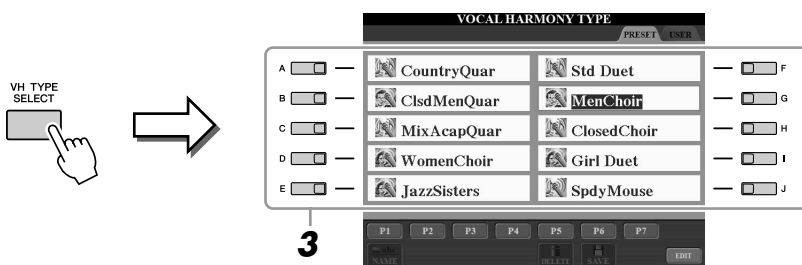 VOCAL HARMONY TYPE
PRESET USER
VH TYPE
SELECT
A CountryQuar Std Duet F
B ClsdMenQuar MenChoir G
C MixAcapQuar ClosedChoir H
D WomenChoir Girl Duet I
E JazzSisters SpdyMouse J
3
P1 P2 P3 P4 P5 P6 P7
NAME DELETE SAVE EDIT